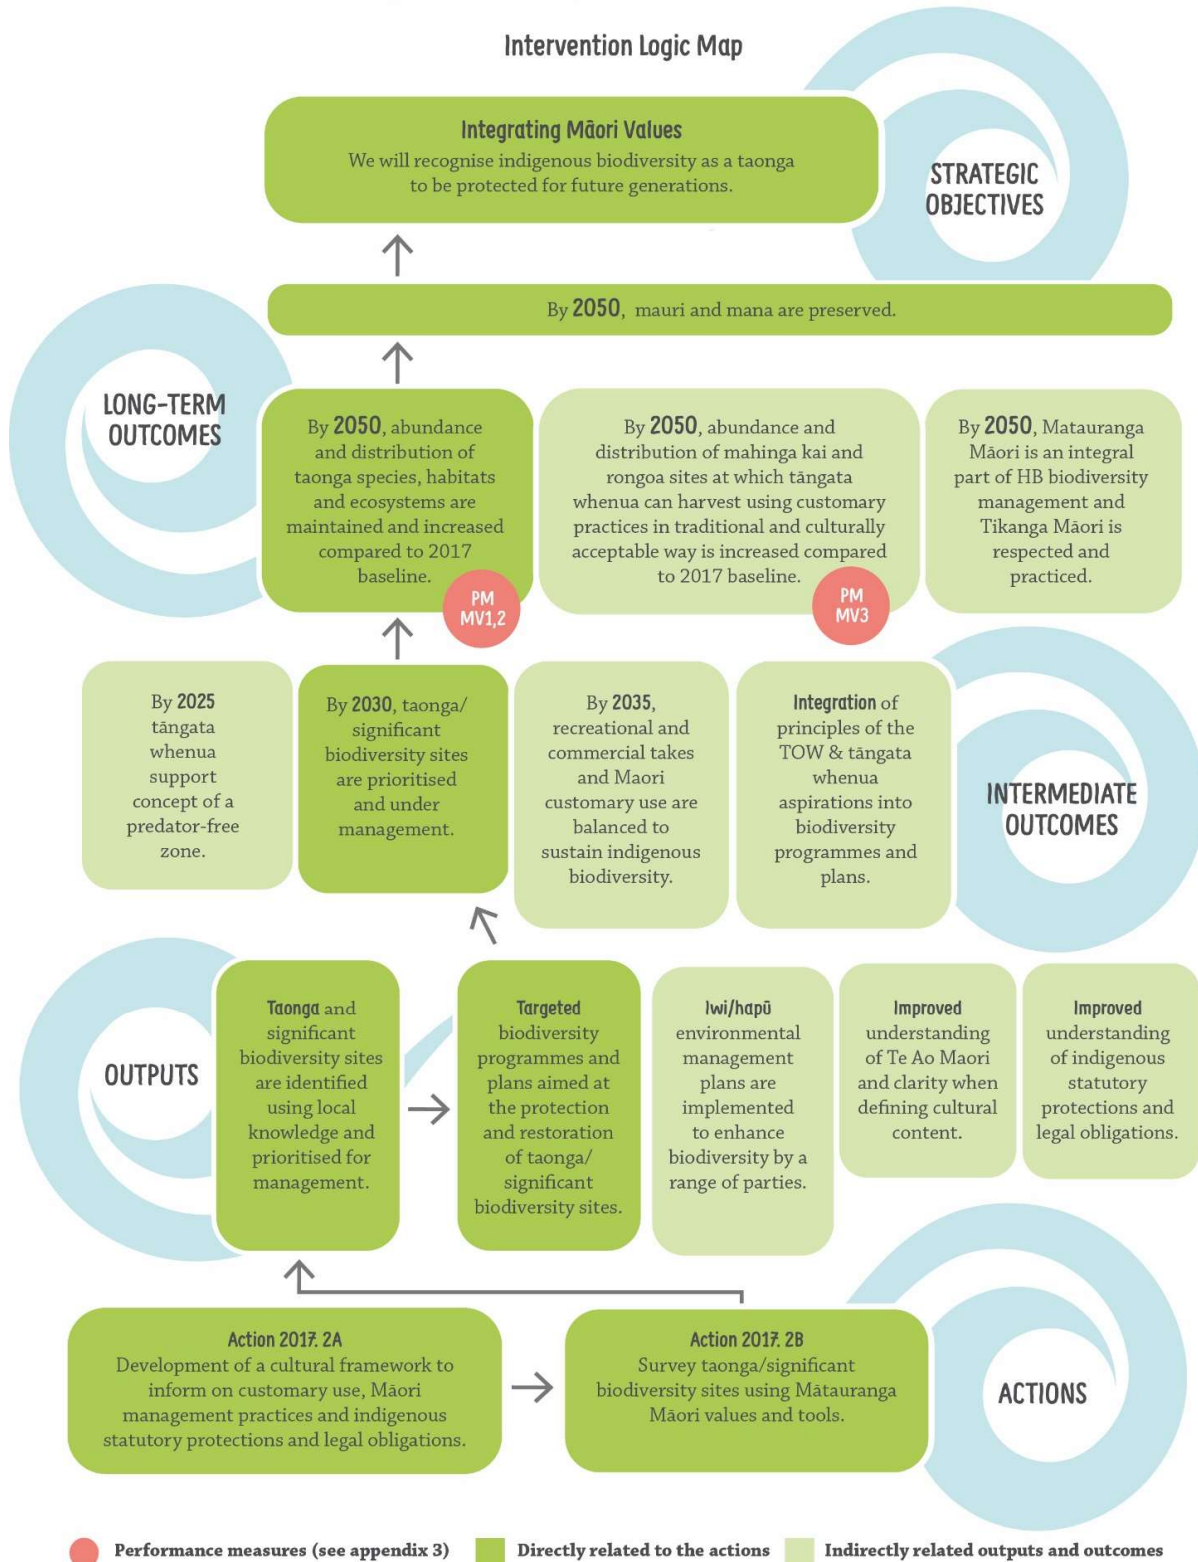 Intervention Logic Map
Integrating Māori Values
We will recognise indigenous biodiversity as a taonga
to be protected for future generations.
STRATEGIC
OBJECTIVES
By 2050, mauri and mana are preserved.
LONG-TERM
OUTCOMES
By 2050, abundance
and distribution of
taonga species, habitats
and ecosystems are
maintained and increased
compared to 2017
baseline.
PM
MV1,2
By 2050, abundance and
distribution of mahinga kai and
rongoa sites at which tāngata
whenua can harvest using customary
practices in traditional and culturally
acceptable way is increased compared
to 2017 baseline.
PM
MV3
By 2050, Matauranga
Māori is an integral
part of HB biodiversity
management and
Tikanga Māori is
respected and
practiced.
By 2025
tāngata
whenua
support
concept of a
predator-free
zone.
By 2030, taonga/
significant
biodiversity sites
are prioritised
and under
management.
By 2035,
recreational and
commercial takes
and Maori
customary use are
balanced to
sustain indigenous
biodiversity.
Integration of
principles of the
TOW & tāngata
whenua
aspirations into
biodiversity
programmes and
plans.
INTERMEDIATE
OUTCOMES
OUTPUTS
Taonga and
significant
biodiversity sites
are identified
using local
knowledge and
prioritised for
management.
Targeted
biodiversity
programmes and
plans aimed at
the protection
and restoration
of taonga/
significant
biodiversity sites.
Iwi/hapū
environmental
management
plans are
implemented
to enhance
biodiversity by a
range of parties.
Improved
understanding
of Te Ao Maori
and clarity when
defining cultural
content.
Improved
understanding
of indigenous
statutory
protections and
legal obligations.
Action 2017. 2A
Development of a cultural framework to
inform on customary use, Māori
management practices and indigenous
statutory protections and legal obligations.
Action 2017. 2B
Survey taonga/significant
biodiversity sites using Mātauranga
Māori values and tools.
ACTIONS
Performance measures (see appendix 3)
Directly related to the actions
Indirectly related outputs and outcomes